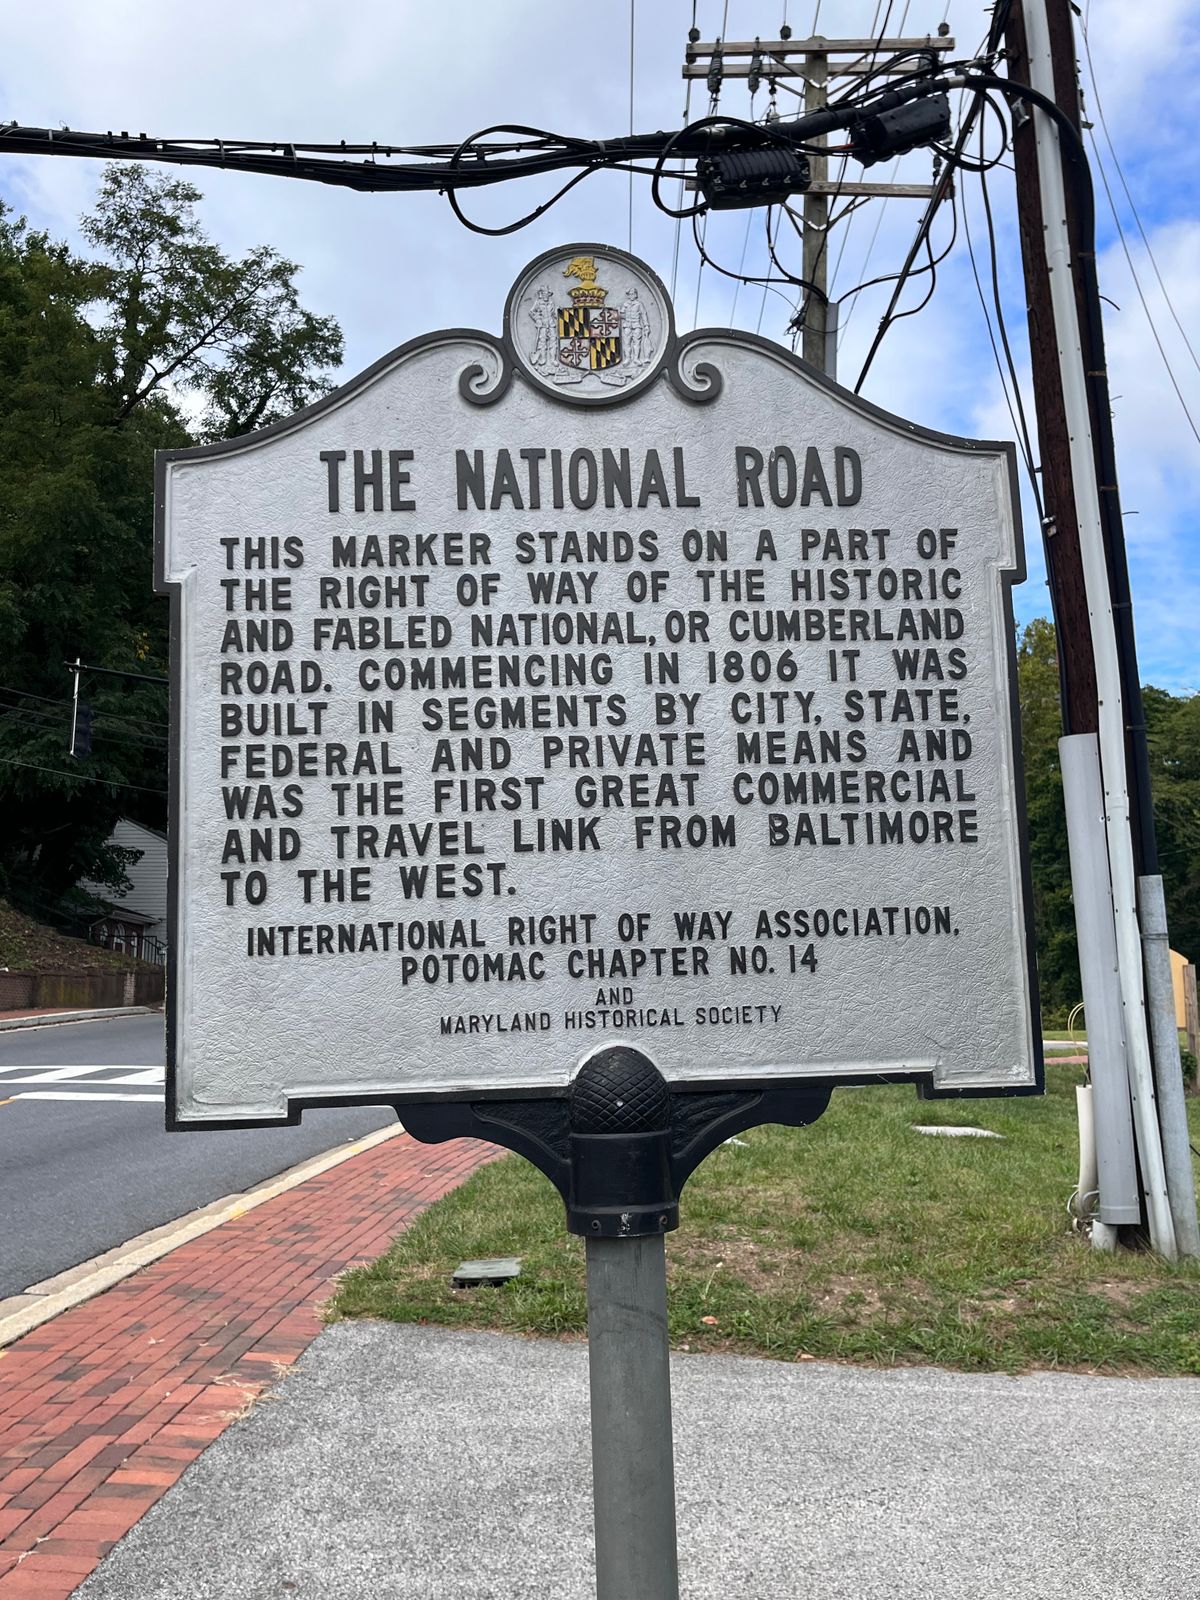 THE NATIONAL ROAD
THIS MARKER STANDS ON A PART OF
THE RIGHT OF WAY OF THE HISTORIC
AND FABLED NATIONAL, OR CUMBERLAND
ROAD. COMMENCING IN 1806 IT WAS
BUILT IN SEGMENTS BY CITY, STATE,
FEDERAL AND PRIVATE MEANS AND
WAS THE FIRST GREAT COMMERCIAL
AND TRAVEL LINK FROM BALTIMORE
TO THE WEST.
INTERNATIONAL RIGHT OF WAY ASSOCIATION,
POTOMAC CHAPTER NO. 14
AND
MARYLAND HISTORICAL SOCIETY